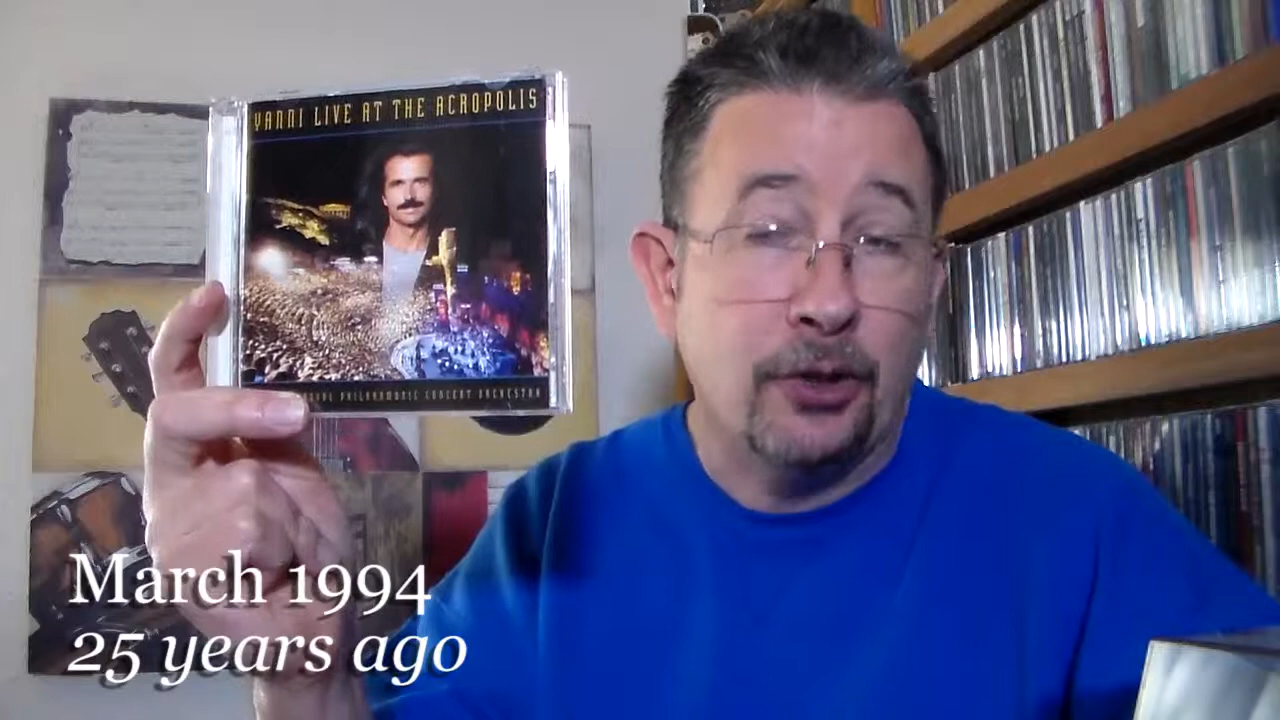 YANNI LIVE AT THE ACROPOLIS
PHILHARMONIC CONCERT ORCHESTRA
March 1994
25 years ago